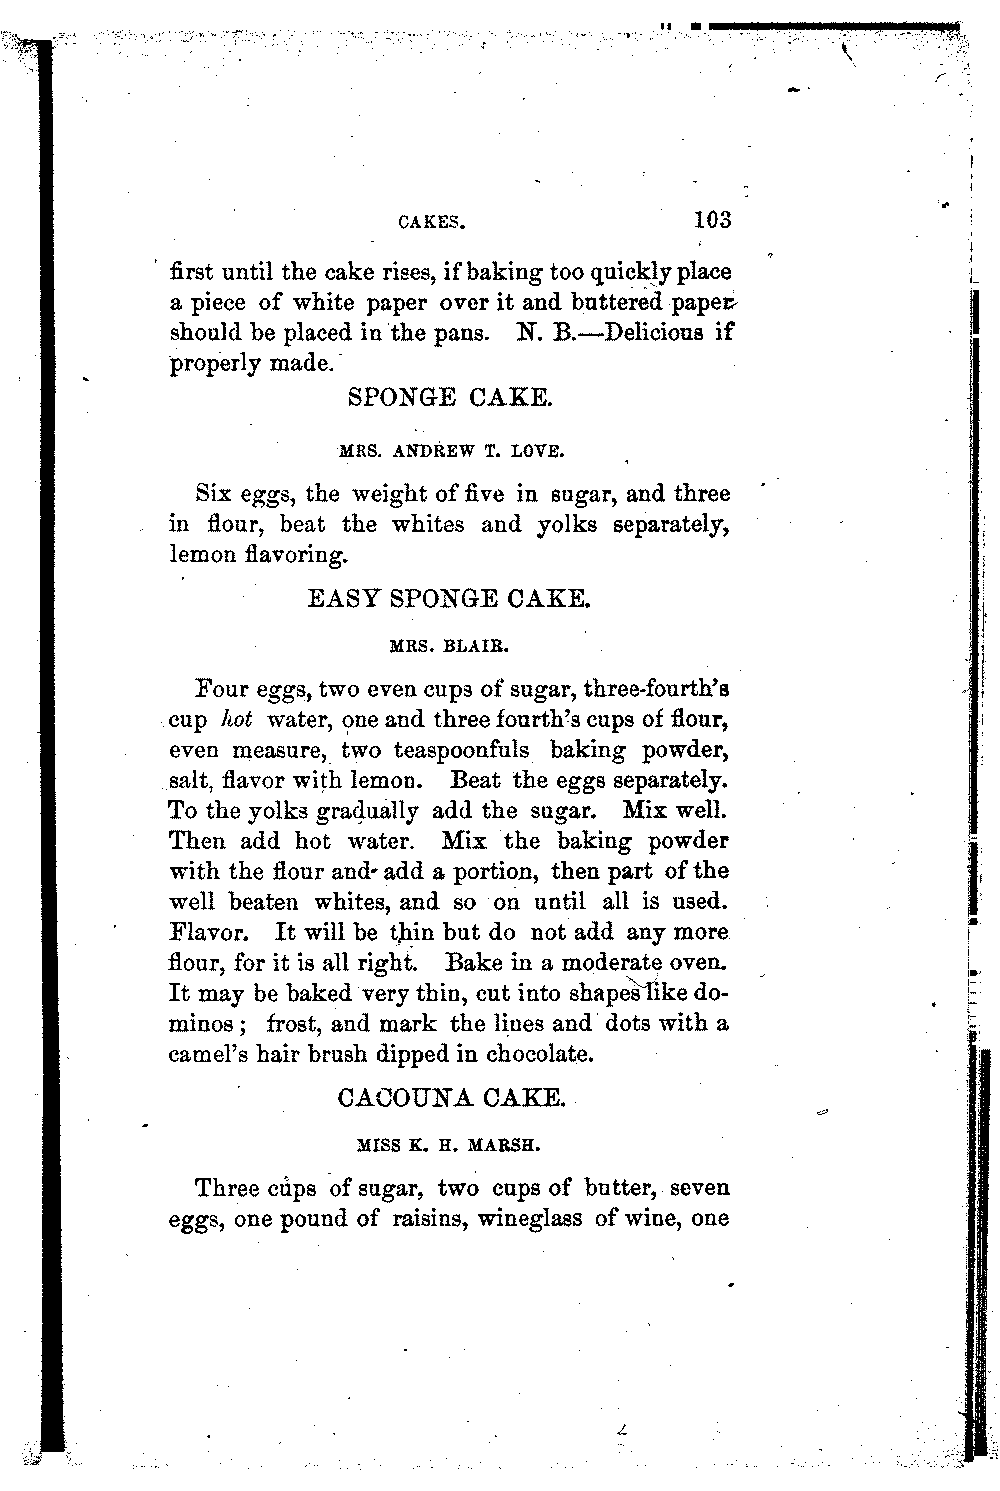 CAKES. 103
first until the cake rises, if baking too quickly place
a piece of white paper over it and buttered paper
should be placed in the pans. N. B.—Delicious if
properly made.
SPONGE CAKE.
MRS. ANDREW T. LOVE.
Six eggs, the weight of five in sugar, and three
in flour, beat the whites and yolks separately,
lemon flavoring.
EASY SPONGE CAKE.
MRS. BLAIR.
Four eggs, two even cups of sugar, three-fourth's
cup hot water, one and three fourth's cups of flour,
even measure, two teaspoonfuls baking powder,
salt, flavor with lemon. Beat the eggs separately.
To the yolks gradually add the sugar. Mix well.
Then add hot water. Mix the baking powder
with the flour and add a portion, then part of the
well beaten whites, and so on until all is used.
Flavor. It will be thin but do not add any more
flour, for it is all right. Bake in a moderate oven.
It may be baked very thin, cut into shapes like do-
minos; frost, and mark the lines and dots with a
camel's hair brush dipped in chocolate.
CACOUNA CAKE.
MISS K. H. MARSH.
Three cups of sugar, two cups of butter, seven
eggs, one pound of raisins, wineglass of wine, one